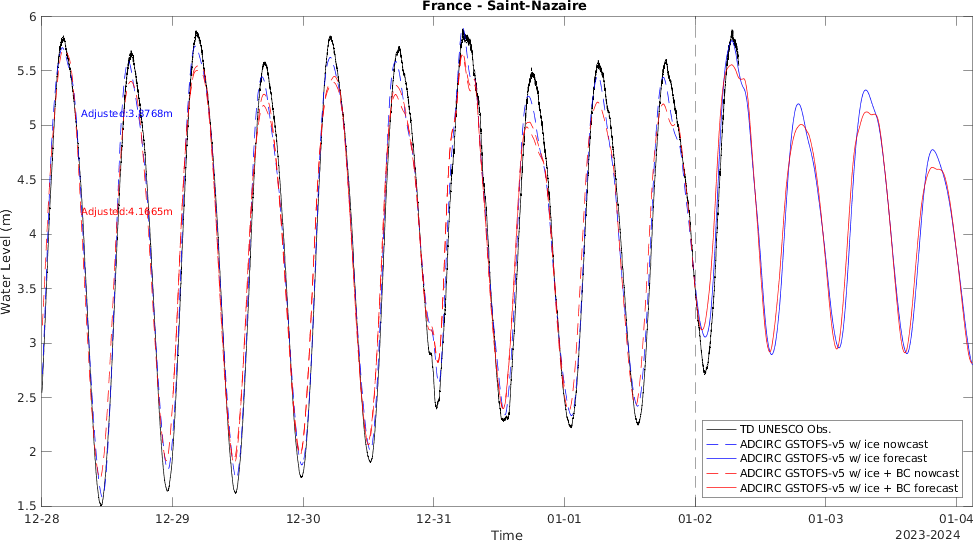 France - Saint-Nazaire
6
5.5
5
4.5
4
3.5
3
2.5
2
1.5
Water Level (m)
Adjusted:3.8768m
Adjusted:4.1665m
TD UNESCO Obs.
ADCIRC GSTOFS-v5 w/ ice nowcast
ADCIRC GSTOFS-v5 w/ ice forecast
ADCIRC GSTOFS-v5 w/ ice + BC nowcast
ADCIRC GSTOFS-v5 w/ ice + BC forecast
12-28
12-29
12-30
12-31
01-01
01-02
01-03
01-04
Time
2023-2024